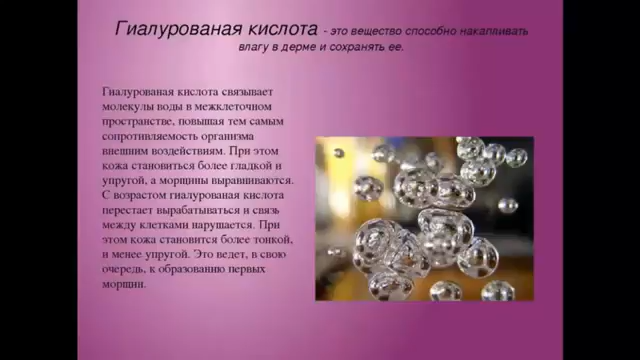 Гиалурованая кислота - это вещество способно накапливать
влагу в дерме и сохранять ее.
Гиалурованая кислота связывает
молекулы воды в межклеточном
пространстве, повышая тем самым
сопротивляемость организма
внешним воздействиям. При этом
кожа становиться более гладкой и
упругой, а морщины выравниваются.
С возрастом гиалурованая кислота
перестает вырабатываться и связь
между клетками нарушается. При
этом кожа становится более тонкой,
и менее упругой. Это ведет, в свою
очередь, к образованию первых
морщин.